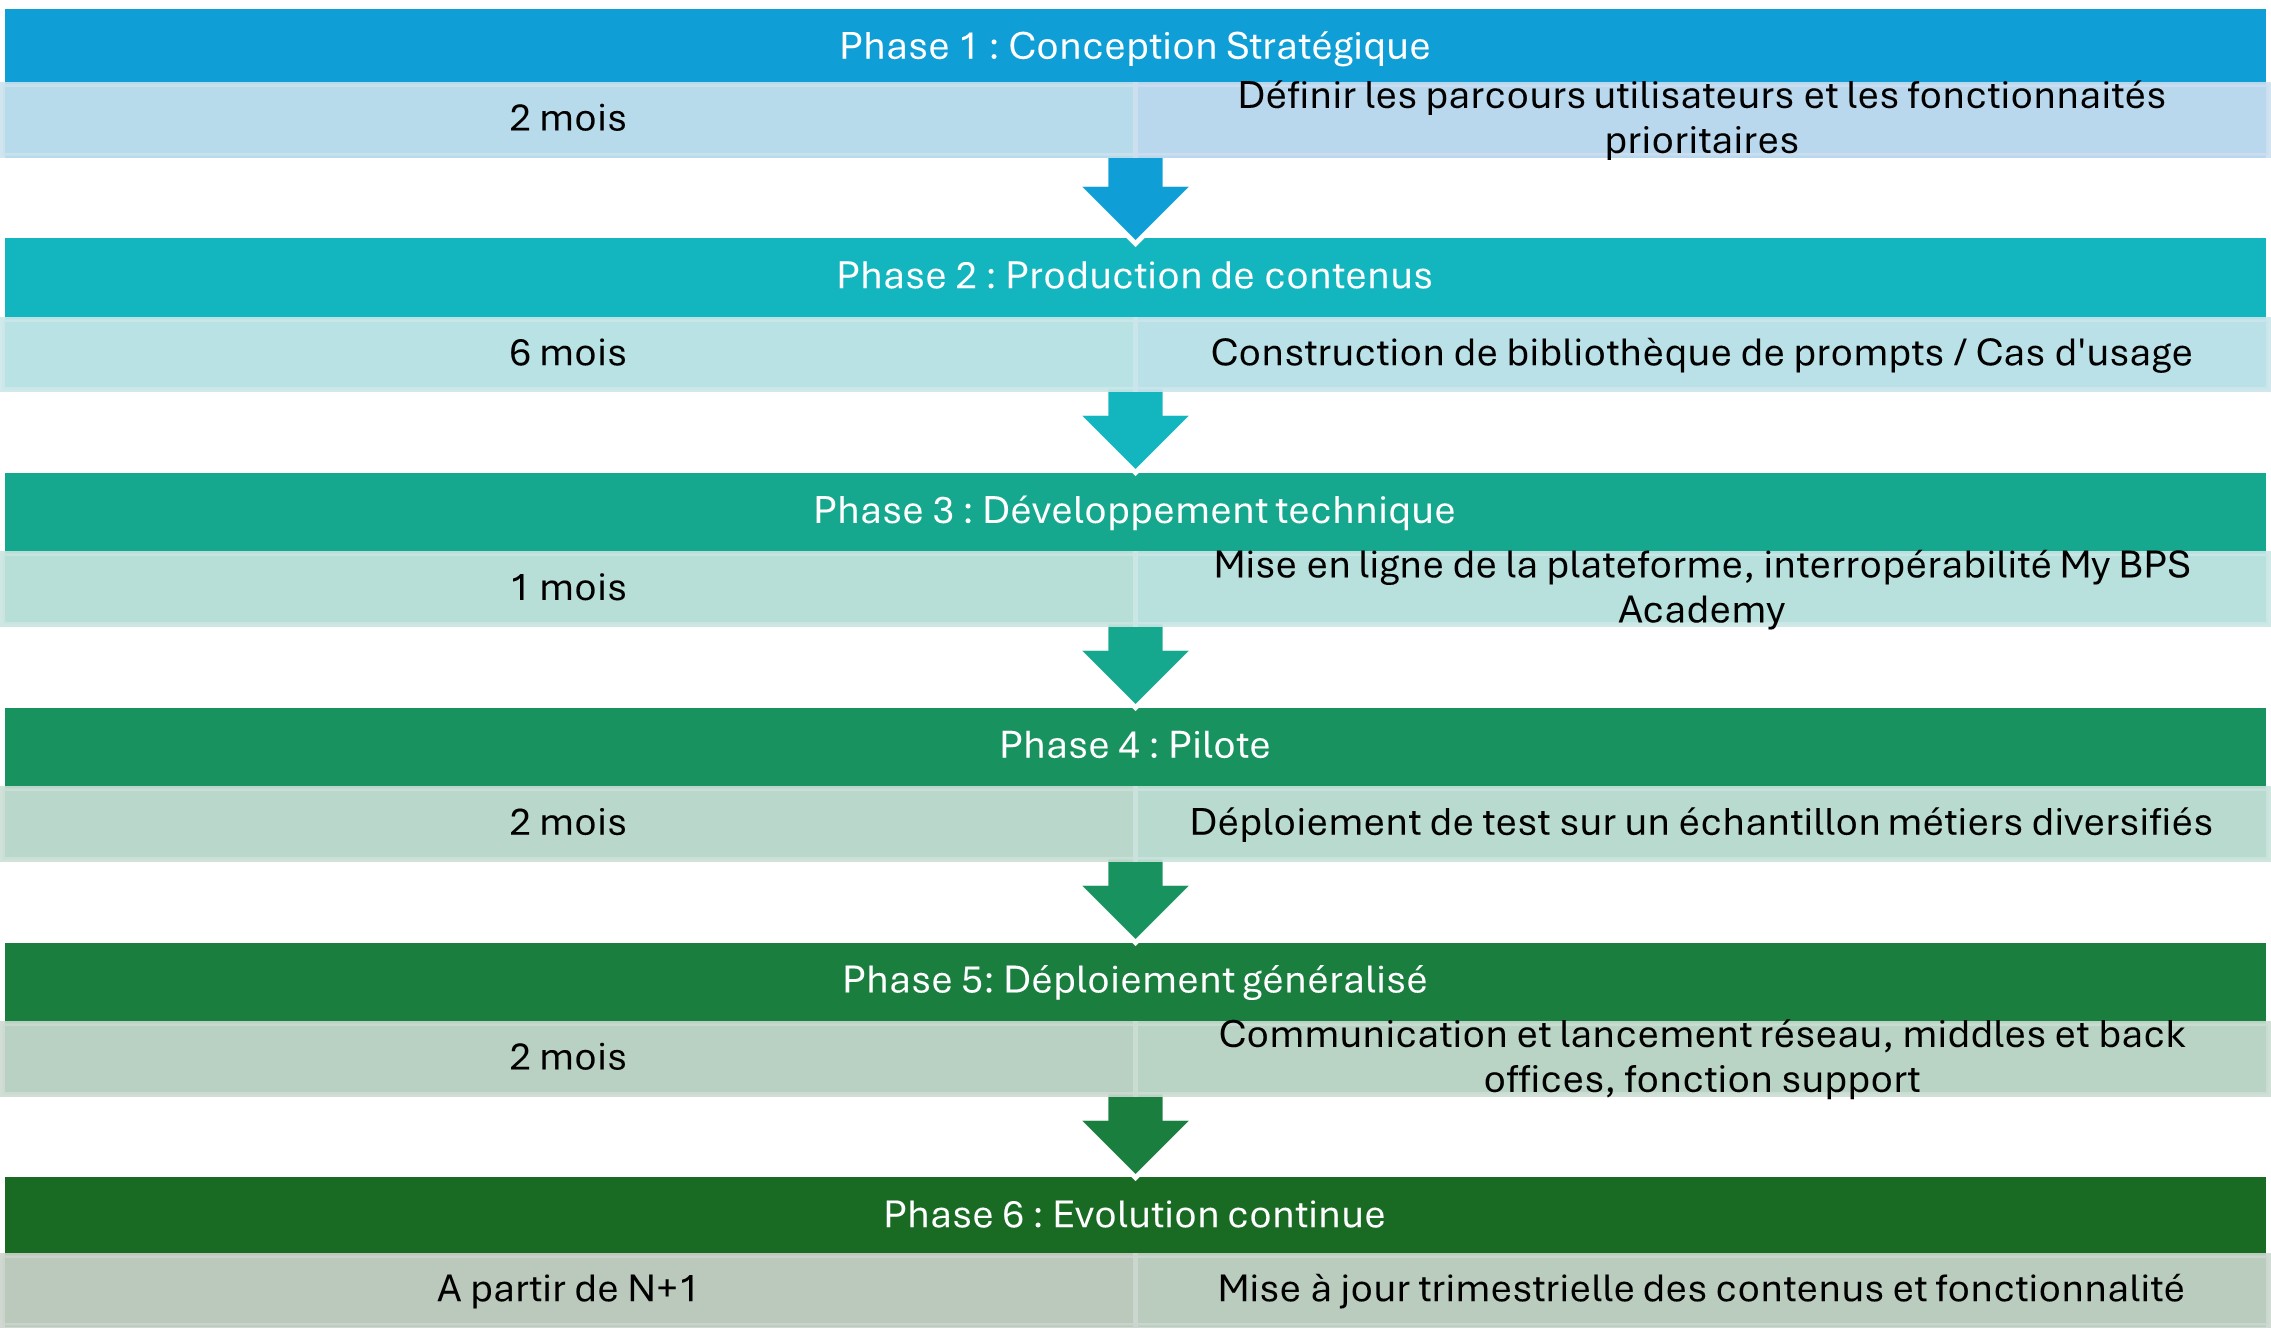 Phase 1 : Conception Stratégique
2 mois
Définir les parcours utilisateurs et les fonctionnaités
prioritaires
Phase 2 : Production de contenus
6 mois
Construction de bibliothèque de prompts / Cas d'usage
Phase 3 : Développement technique
1 mois
Mise en ligne de la plateforme, interropérabilité My BPS
Academy
Phase 4 : Pilote
2 mois
Déploiement de test sur un échantillon métiers diversifiés
Phase 5: Déploiement généralisé
2 mois
Communication et lancement réseau, middles et back
offices, fonction support
Phase 6 : Evolution continue
A partir de N+1
Mise à jour trimestrielle des contenus et fonctionnalité